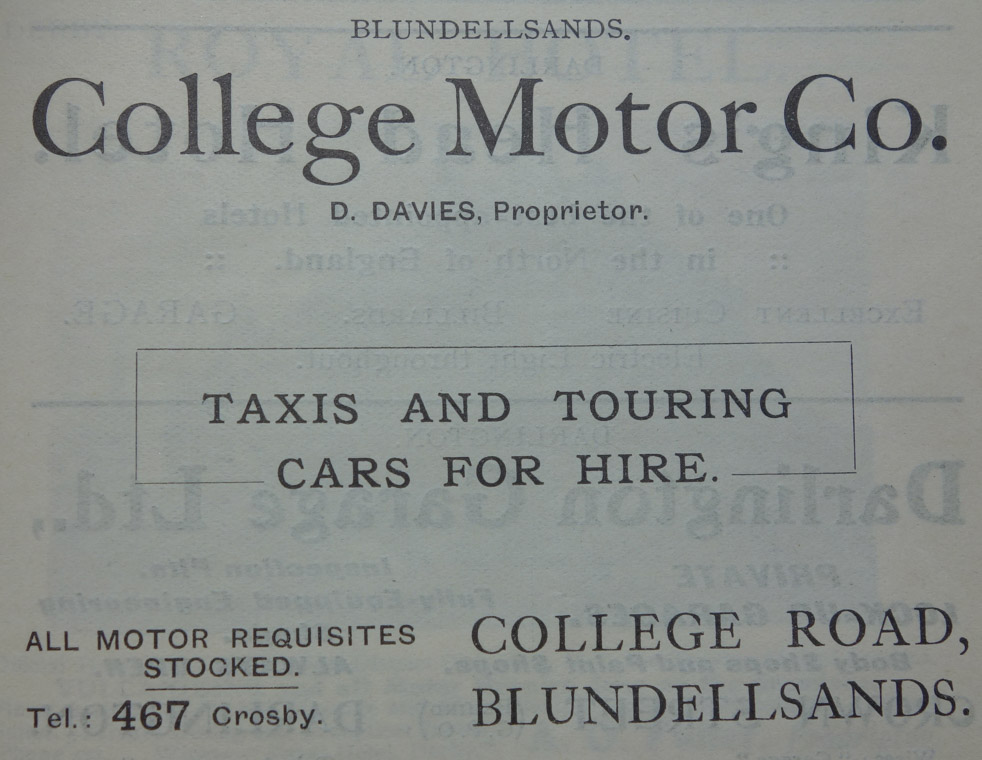 BLUNDELLSANDS.
College Motor Co.
D. DAVIES, Proprietor.
TAXIS AND TOURING
CARS FOR HIRE.
ALL MOTOR REQUISITES
STOCKED.
Tel.: 467 Crosby.
COLLEGE ROAD,
BLUNDELLSANDS.